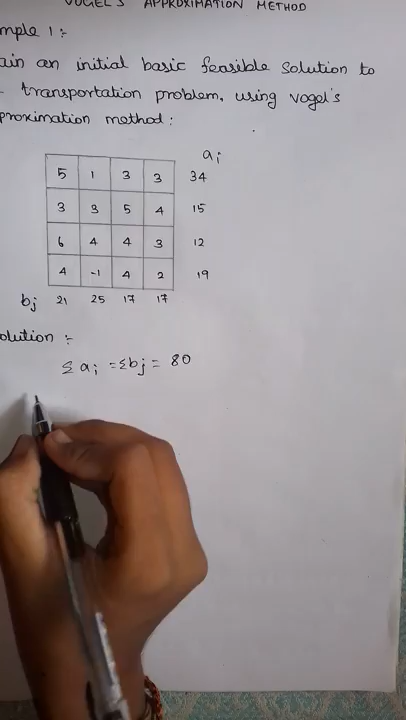 VOGEL'S APPROXIMATION METHOD
mple 1 :-
ain an initial basic feasible solution to
transportation problem, using vogel's
proximation method :
ai
5 1 3 3 34
3 3 5 4 15
6 4 4 3 12
4 -1 4 2 19
bj 21 25 17 17
olution :-
Σ ai = Σbj = 80